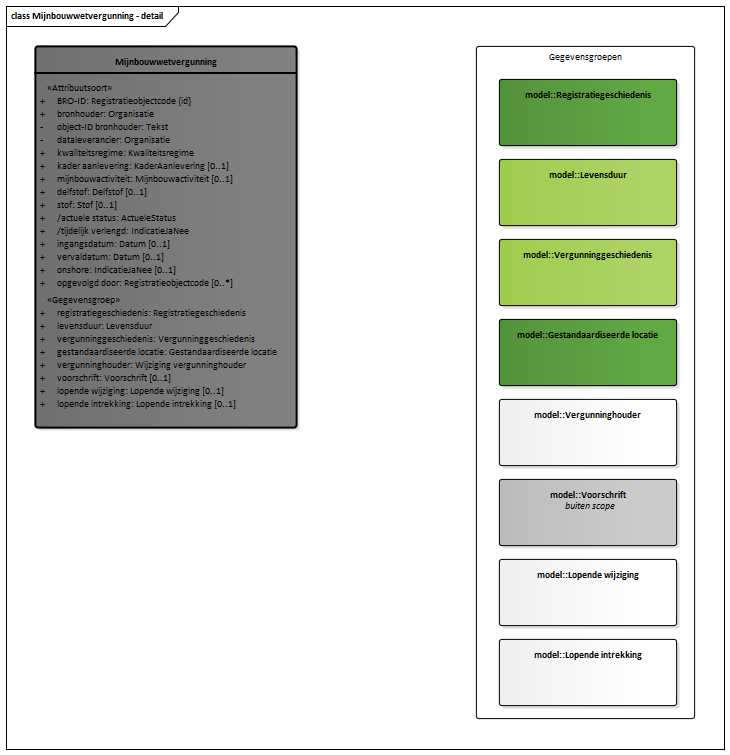 class Mijnbouwwetvergunning - detail
Mijnbouwwetvergunning
«Attribuutsoort»
+ BRO-ID: Registratieobjectcode {id}
+ bronhouder: Organisatie
- object-ID bronhouder: Tekst
- dataleverancier: Organisatie
+ kwaliteitsregime: Kwaliteitsregime
+ kader aanlevering: KaderAanlevering [0..1]
+ mijnbouwactiviteit: Mijnbouwactiviteit [0..1]
+ delfstof: Delfstof [0..1]
+ stof: Stof [0..1]
+ /actuele status: ActueleStatus
+ /tijdelijk verlengd: IndicatieJaNee
+ ingangsdatum: Datum [0..1]
+ vervaldatum: Datum [0..1]
+ onshore: IndicatieJaNee [0..1]
+ opgevolgd door: Registratieobjectcode [0..*]
«Gegevensgroep»
+ registratiegeschiedenis: Registratiegeschiedenis
+ levensduur: Levensduur
+ vergunninggeschiedenis: Vergunninggeschiedenis
+ gestandaardiseerde locatie: Gestandaardiseerde locatie
+ vergunninghouder: Wijziging vergunninghouder
+ voorschrift: Voorschrift [0..1]
+ lopende wijziging: Lopende wijziging [0..1]
+ lopende intrekking: Lopende intrekking [0..1]
Gegevensgroepen
model::Registratiegeschiedenis
model::Levensduur
model::Vergunninggeschiedenis
model::Gestandaardiseerde locatie
model::Vergunninghouder
model::Voorschrift
buiten scope
model::Lopende wijziging
model::Lopende intrekking